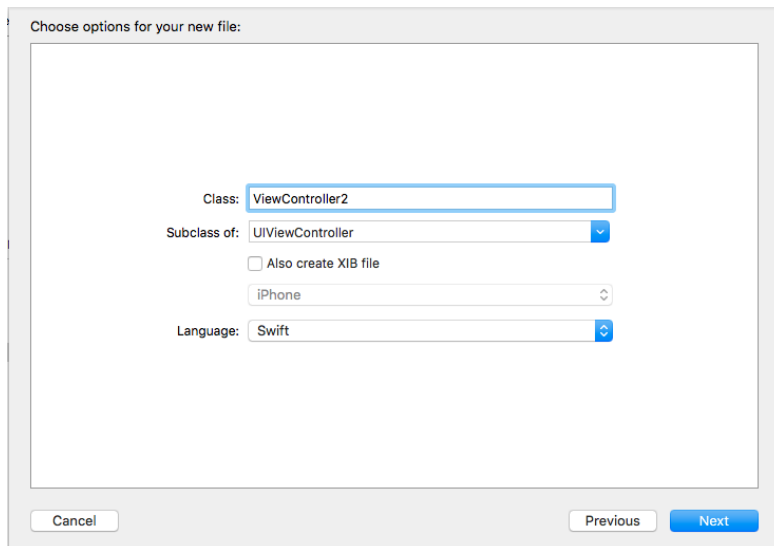 Choose options for your new file:
Class: ViewController2
Subclass of: UIViewController
Also create XIB file
iPhone
Language: Swift
Cancel Previous Next